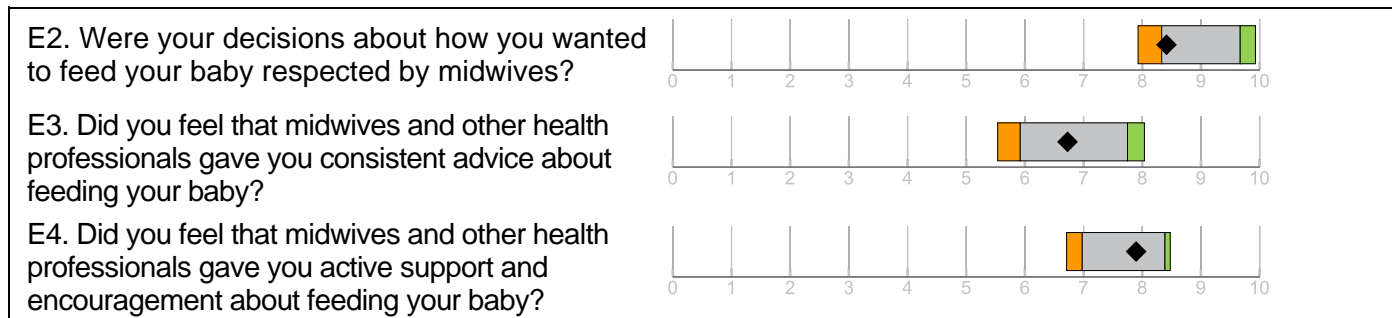 E2. Were your decisions about how you wanted
to feed your baby respected by midwives?
0 1 2 3 4 5 6 7 8 9 10
E3. Did you feel that midwives and other health
professionals gave you consistent advice about
feeding your baby?
0 1 2 3 4 5 6 7 8 9 10
E4. Did you feel that midwives and other health
professionals gave you active support and
encouragement about feeding your baby?
0 1 2 3 4 5 6 7 8 9 10